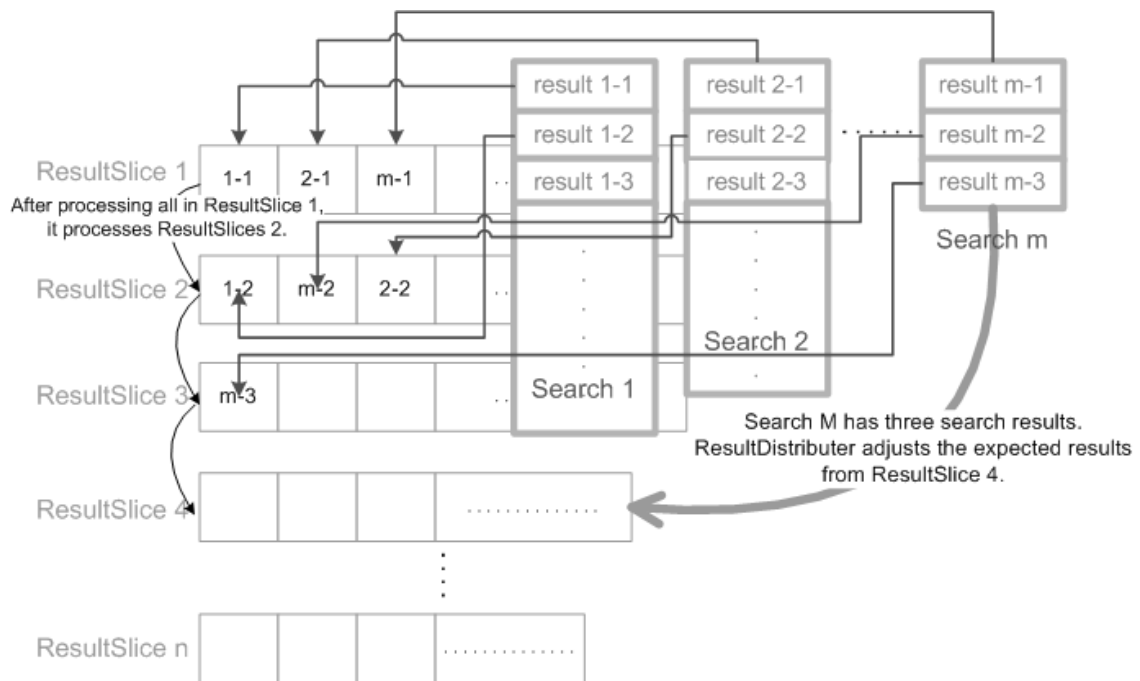 result 1-1
result 2-1
result m-1
result 1-2
result 2-2
result m-2
ResultSlice 1
1-1
2-1
m-1
result 1-3
result 2-3
result m-3
After processing all in ResultSlice 1,
it processes ResultSlices 2.
Search m
ResultSlice 2
1-2
m-2
2-2
Search 2
ResultSlice 3
m-3
Search 1
Search M has three search results.
ResultDistributer adjusts the expected results
from ResultSlice 4.
ResultSlice 4
ResultSlice n